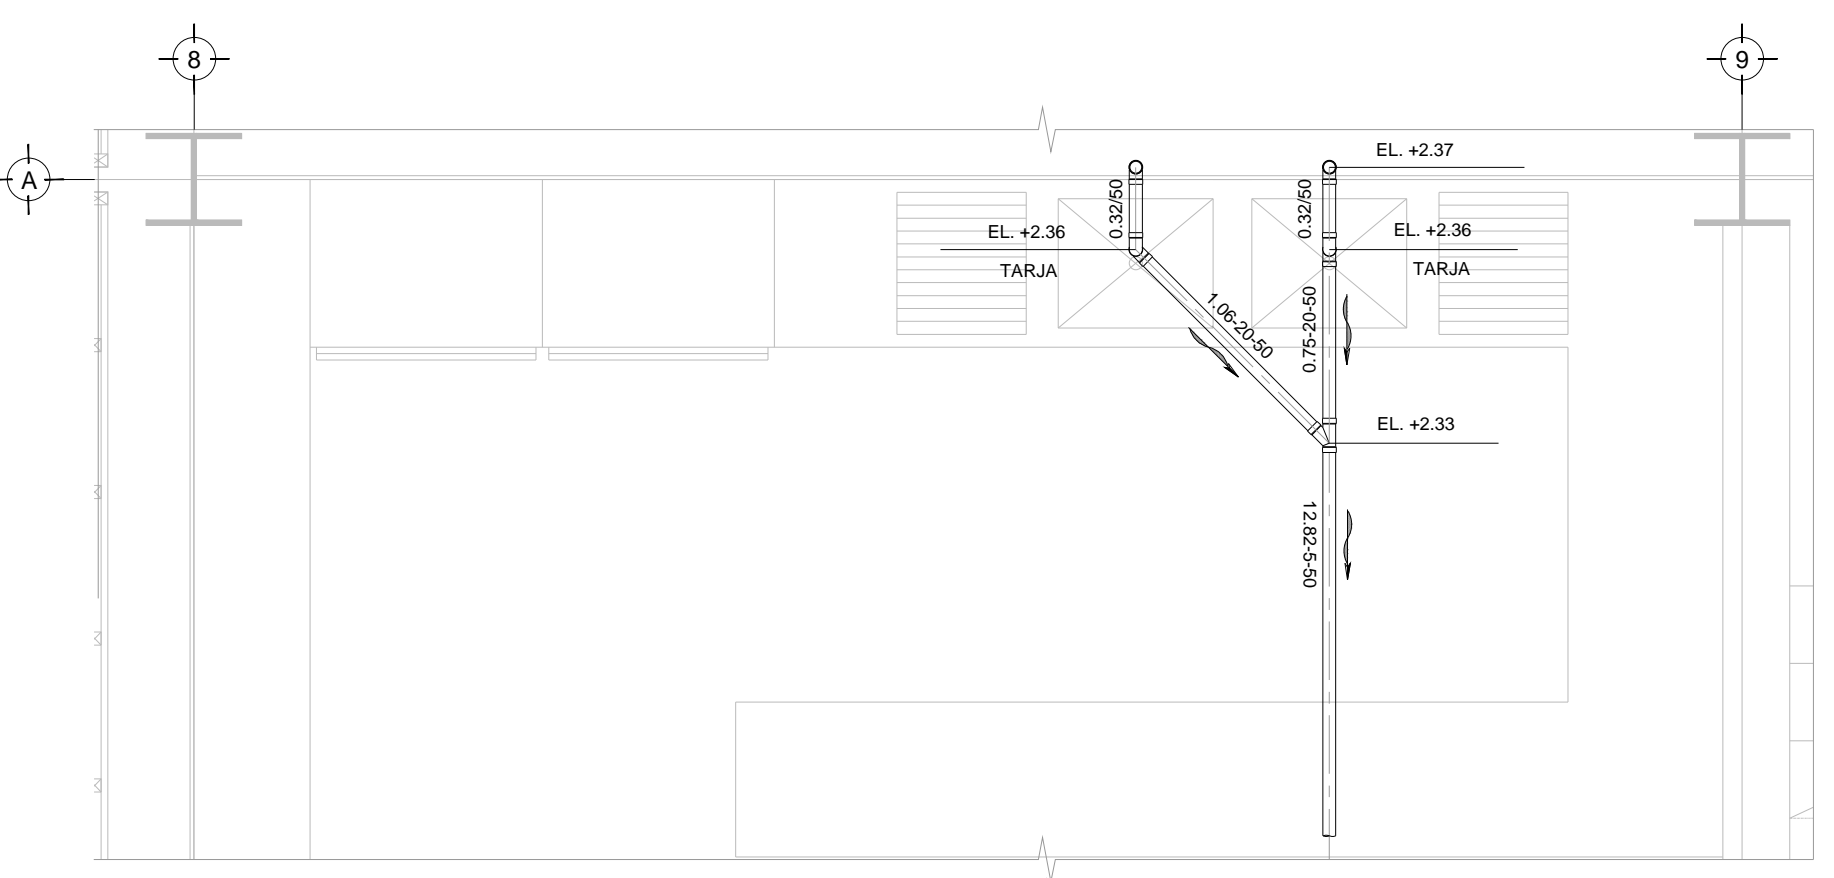 8
9
A
EL. +2.37
0.32/50
0.32/50
EL. +2.36
TARJA
EL. +2.36
TARJA
1.06-20-50
0.75-20-50
EL. +2.33
12.82-5-50